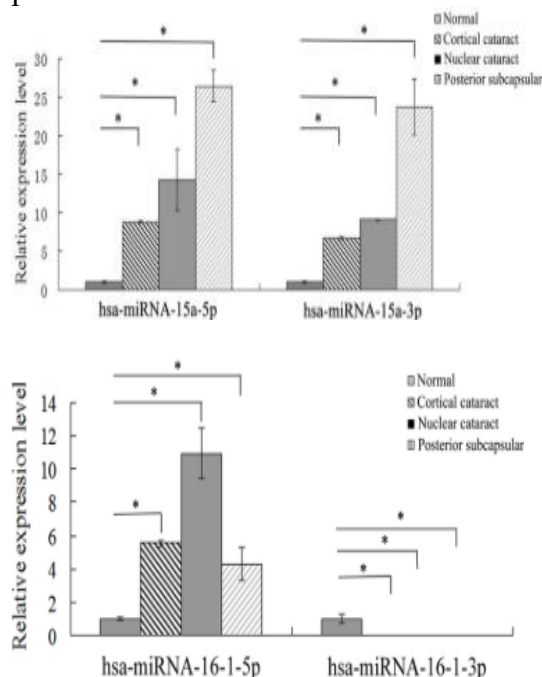 Normal
Cortical cataract
Nuclear cataract
Posterior subcapsular
Relative expression level
30
25
20
15
10
5
0
*
*
*
*
*
*
hsa-miRNA-15a-5p
hsa-miRNA-15a-3p
Normal
Cortical cataract
Nuclear cataract
Posterior subcapsular
Relative expression level
14
12
10
8
6
4
2
0
*
*
*
*
*
*
hsa-miRNA-16-1-5p
hsa-miRNA-16-1-3p